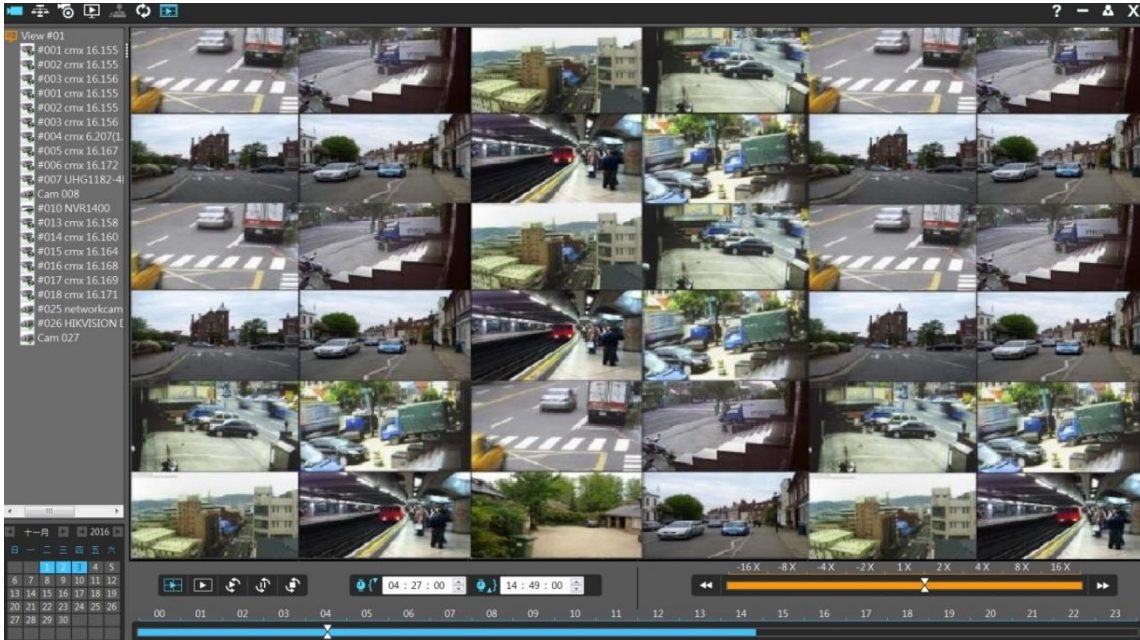 ? – X
View #01
#001 cmx 16.155
#002 cmx 16.155
#003 cmx 16.156
#001 cmx 16.155
#002 cmx 16.155
#003 cmx 16.156
#004 cmx 6.207(1.
#005 cmx 16.167
#006 cmx 16.172
#007 UHG1182-4
Cam 008
#010 NVR1400
#013 cmx 16.158
#014 cmx 16.160
#015 cmx 16.164
#016 cmx 16.168
#017 cmx 16.169
#018 cmx 16.171
#025 networkcam
#026 HIKVISION D
Cam 027
十一月 2016
日 一 二 三 四 五 六
1 2 3 4 5
6 7 8 9 10 11 12
13 14 15 16 17 18 19
20 21 22 23 24 25 26
27 28 29 30
-16X -8X -4X -2X 1X 2X 4X 8X 16X
04 : 27 : 00 14 : 49 : 00
00 01 02 03 04 05 06 07 08 09 10 11 12 13 14 15 16 17 18 19 20 21 22 23